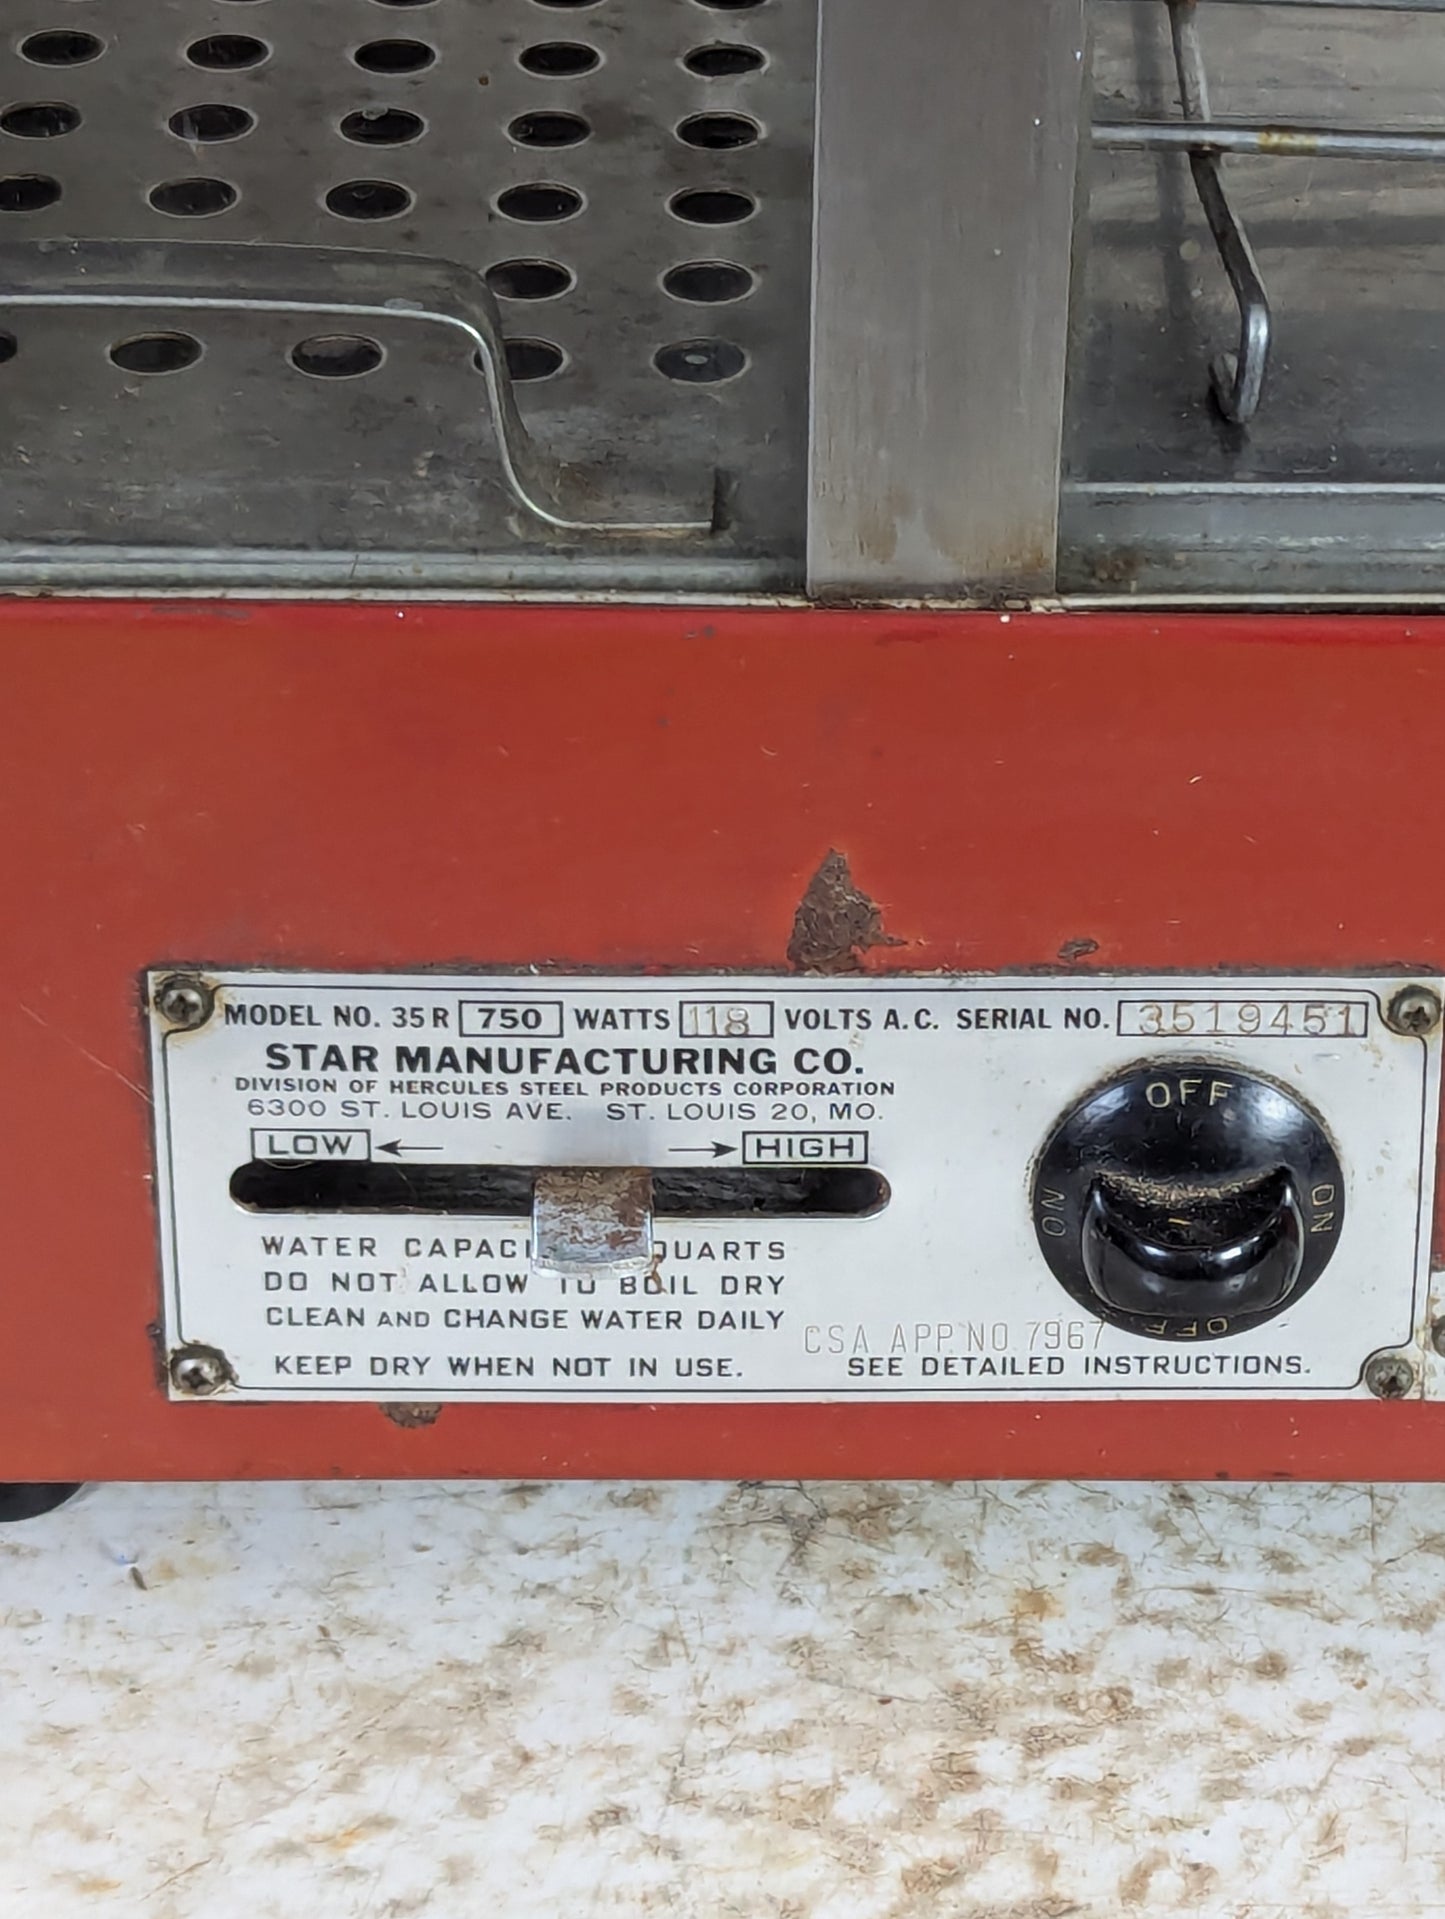 MODEL NO. 35R 750 WATTS 118 VOLTS A.C. SERIAL NO. 3519451
STAR MANUFACTURING CO.
DIVISION OF HERCULES STEEL PRODUCTS CORPORATION
6300 ST. LOUIS AVE. ST. LOUIS 20, MO.
LOW HIGH
OFF
ON ON
OFF
WATER QUARTS
DO NOT ALLOW TO BOIL DRY
CLEAN AND CHANGE WATER DAILY
CSA APP. NO. 7967
KEEP DRY WHEN NOT IN USE. SEE DETAILED INSTRUCTIONS.